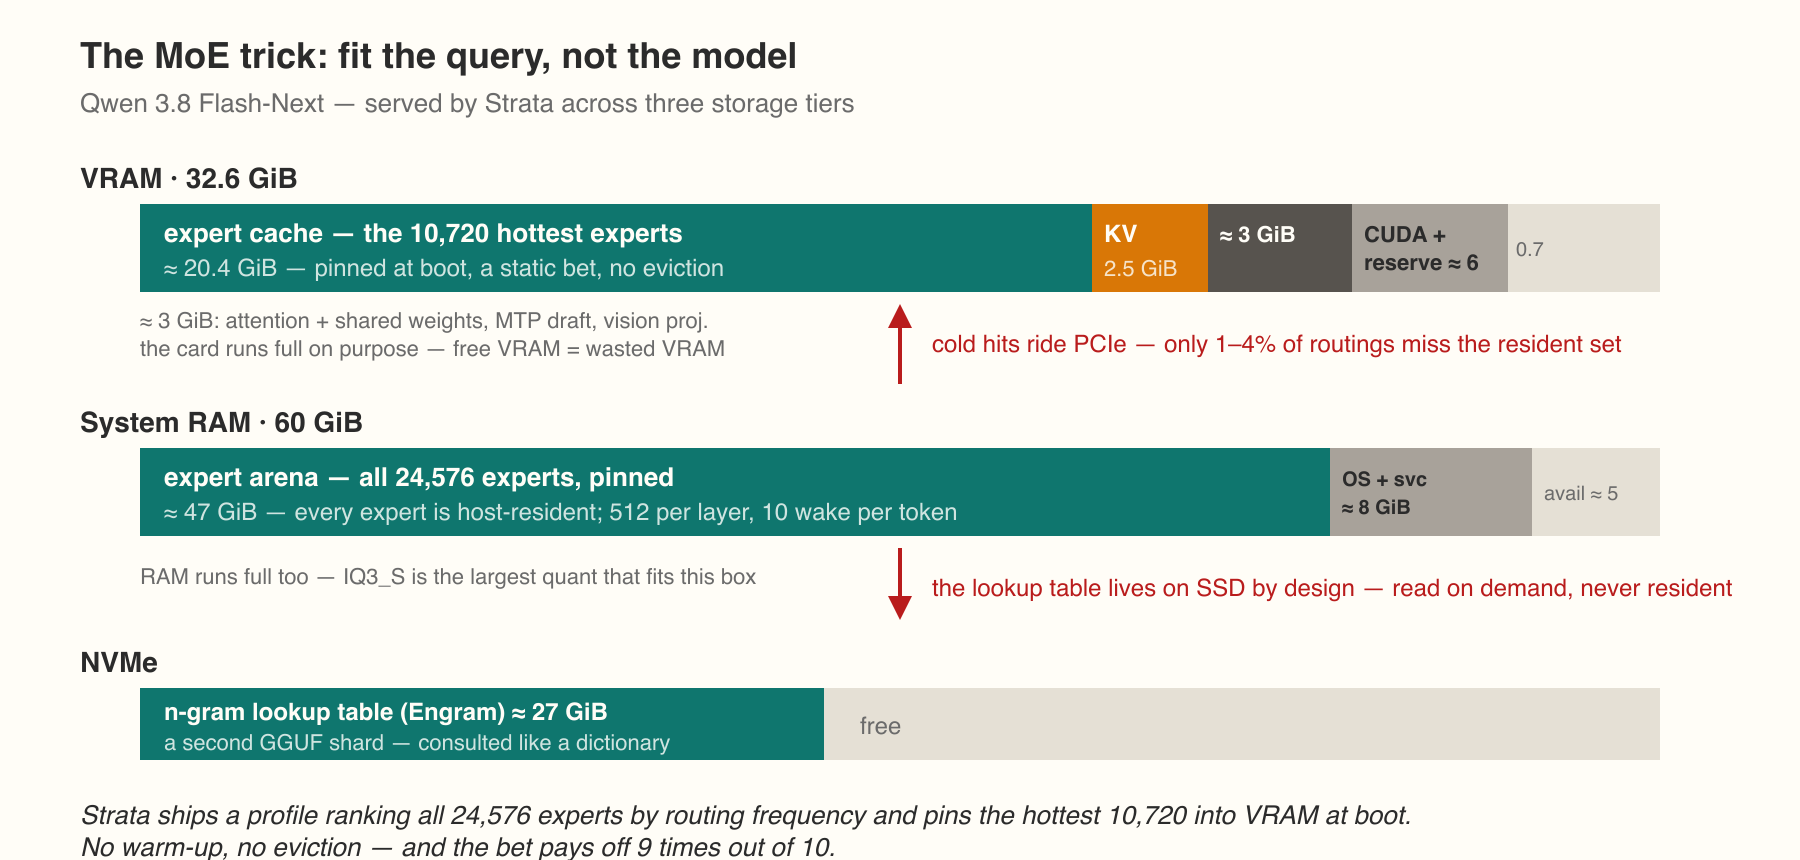 The MoE trick: fit the query, not the model
Qwen 3.8 Flash-Next — served by Strata across three storage tiers
VRAM · 32.6 GiB
expert cache — the 10,720 hottest experts
≈ 20.4 GiB — pinned at boot, a static bet, no eviction
KV
2.5 GiB
≈ 3 GiB
CUDA +
reserve ≈ 6
0.7
≈ 3 GiB: attention + shared weights, MTP draft, vision proj.
the card runs full on purpose — free VRAM = wasted VRAM
cold hits ride PCIe — only 1–4% of routings miss the resident set
System RAM · 60 GiB
expert arena — all 24,576 experts, pinned
≈ 47 GiB — every expert is host-resident; 512 per layer, 10 wake per token
OS + svc
≈ 8 GiB
avail ≈ 5
RAM runs full too — IQ3_S is the largest quant that fits this box
the lookup table lives on SSD by design — read on demand, never resident
NVMe
n-gram lookup table (Engram) ≈ 27 GiB
a second GGUF shard — consulted like a dictionary
free
Strata ships a profile ranking all 24,576 experts by routing frequency and pins the hottest 10,720 into VRAM at boot.
No warm-up, no eviction — and the bet pays off 9 times out of 10.